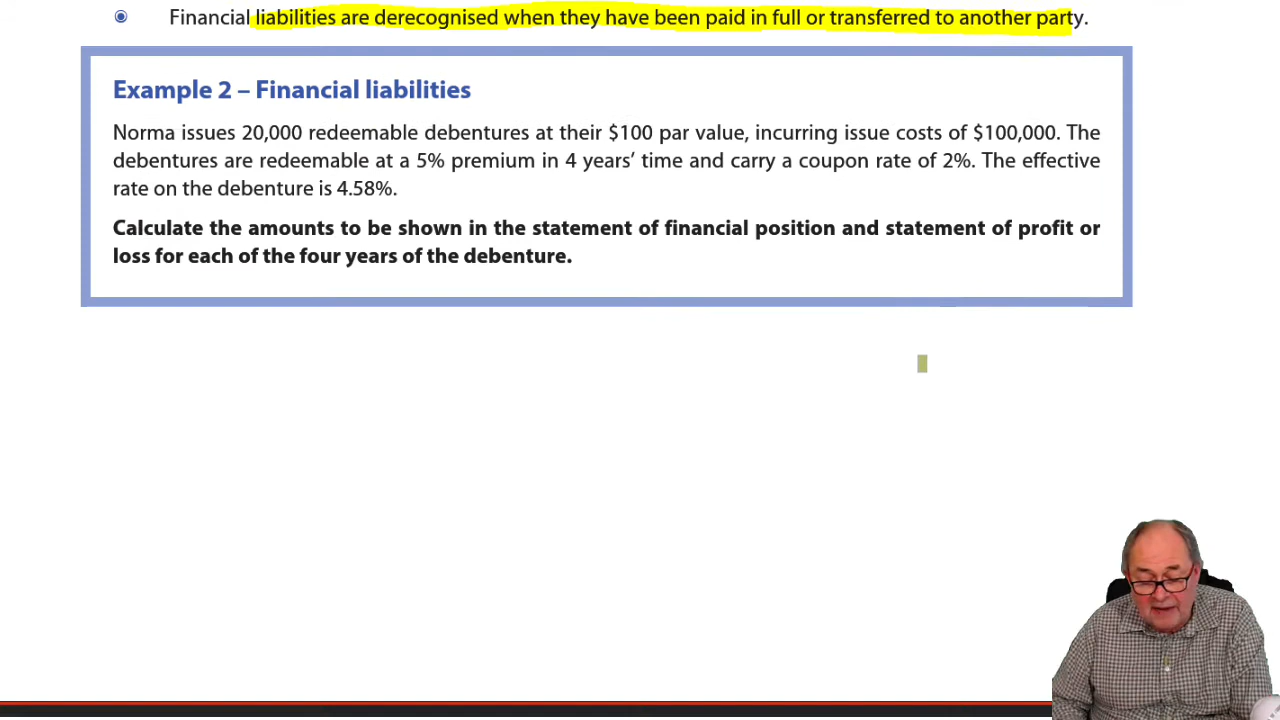 Financial liabilities are derecognised when they have been paid in full or transferred to another party.
Example 2 – Financial liabilities
Norma issues 20,000 redeemable debentures at their $100 par value, incurring issue costs of $100,000. The
debentures are redeemable at a 5% premium in 4 years’ time and carry a coupon rate of 2%. The effective
rate on the debenture is 4.58%.
Calculate the amounts to be shown in the statement of financial position and statement of profit or
loss for each of the four years of the debenture.